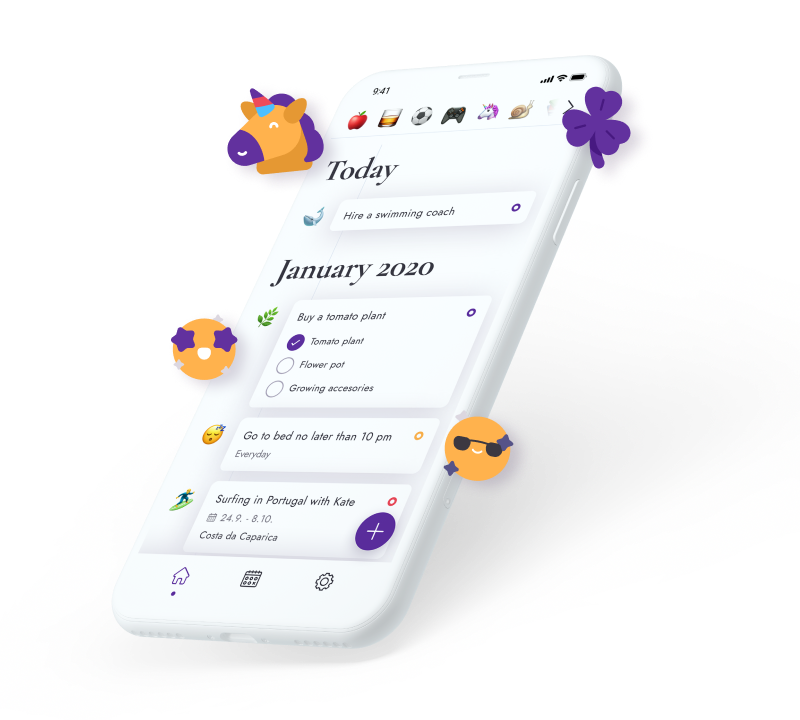 9:41
Today
Hire a swimming coach
January 2020
Buy a tomato plant
Tomato plant
Flower pot
Growing accesories
Go to bed no later than 10 pm
Everyday
Surfing in Portugal with Kate
24.9. - 8.10.
Costa da Caparica